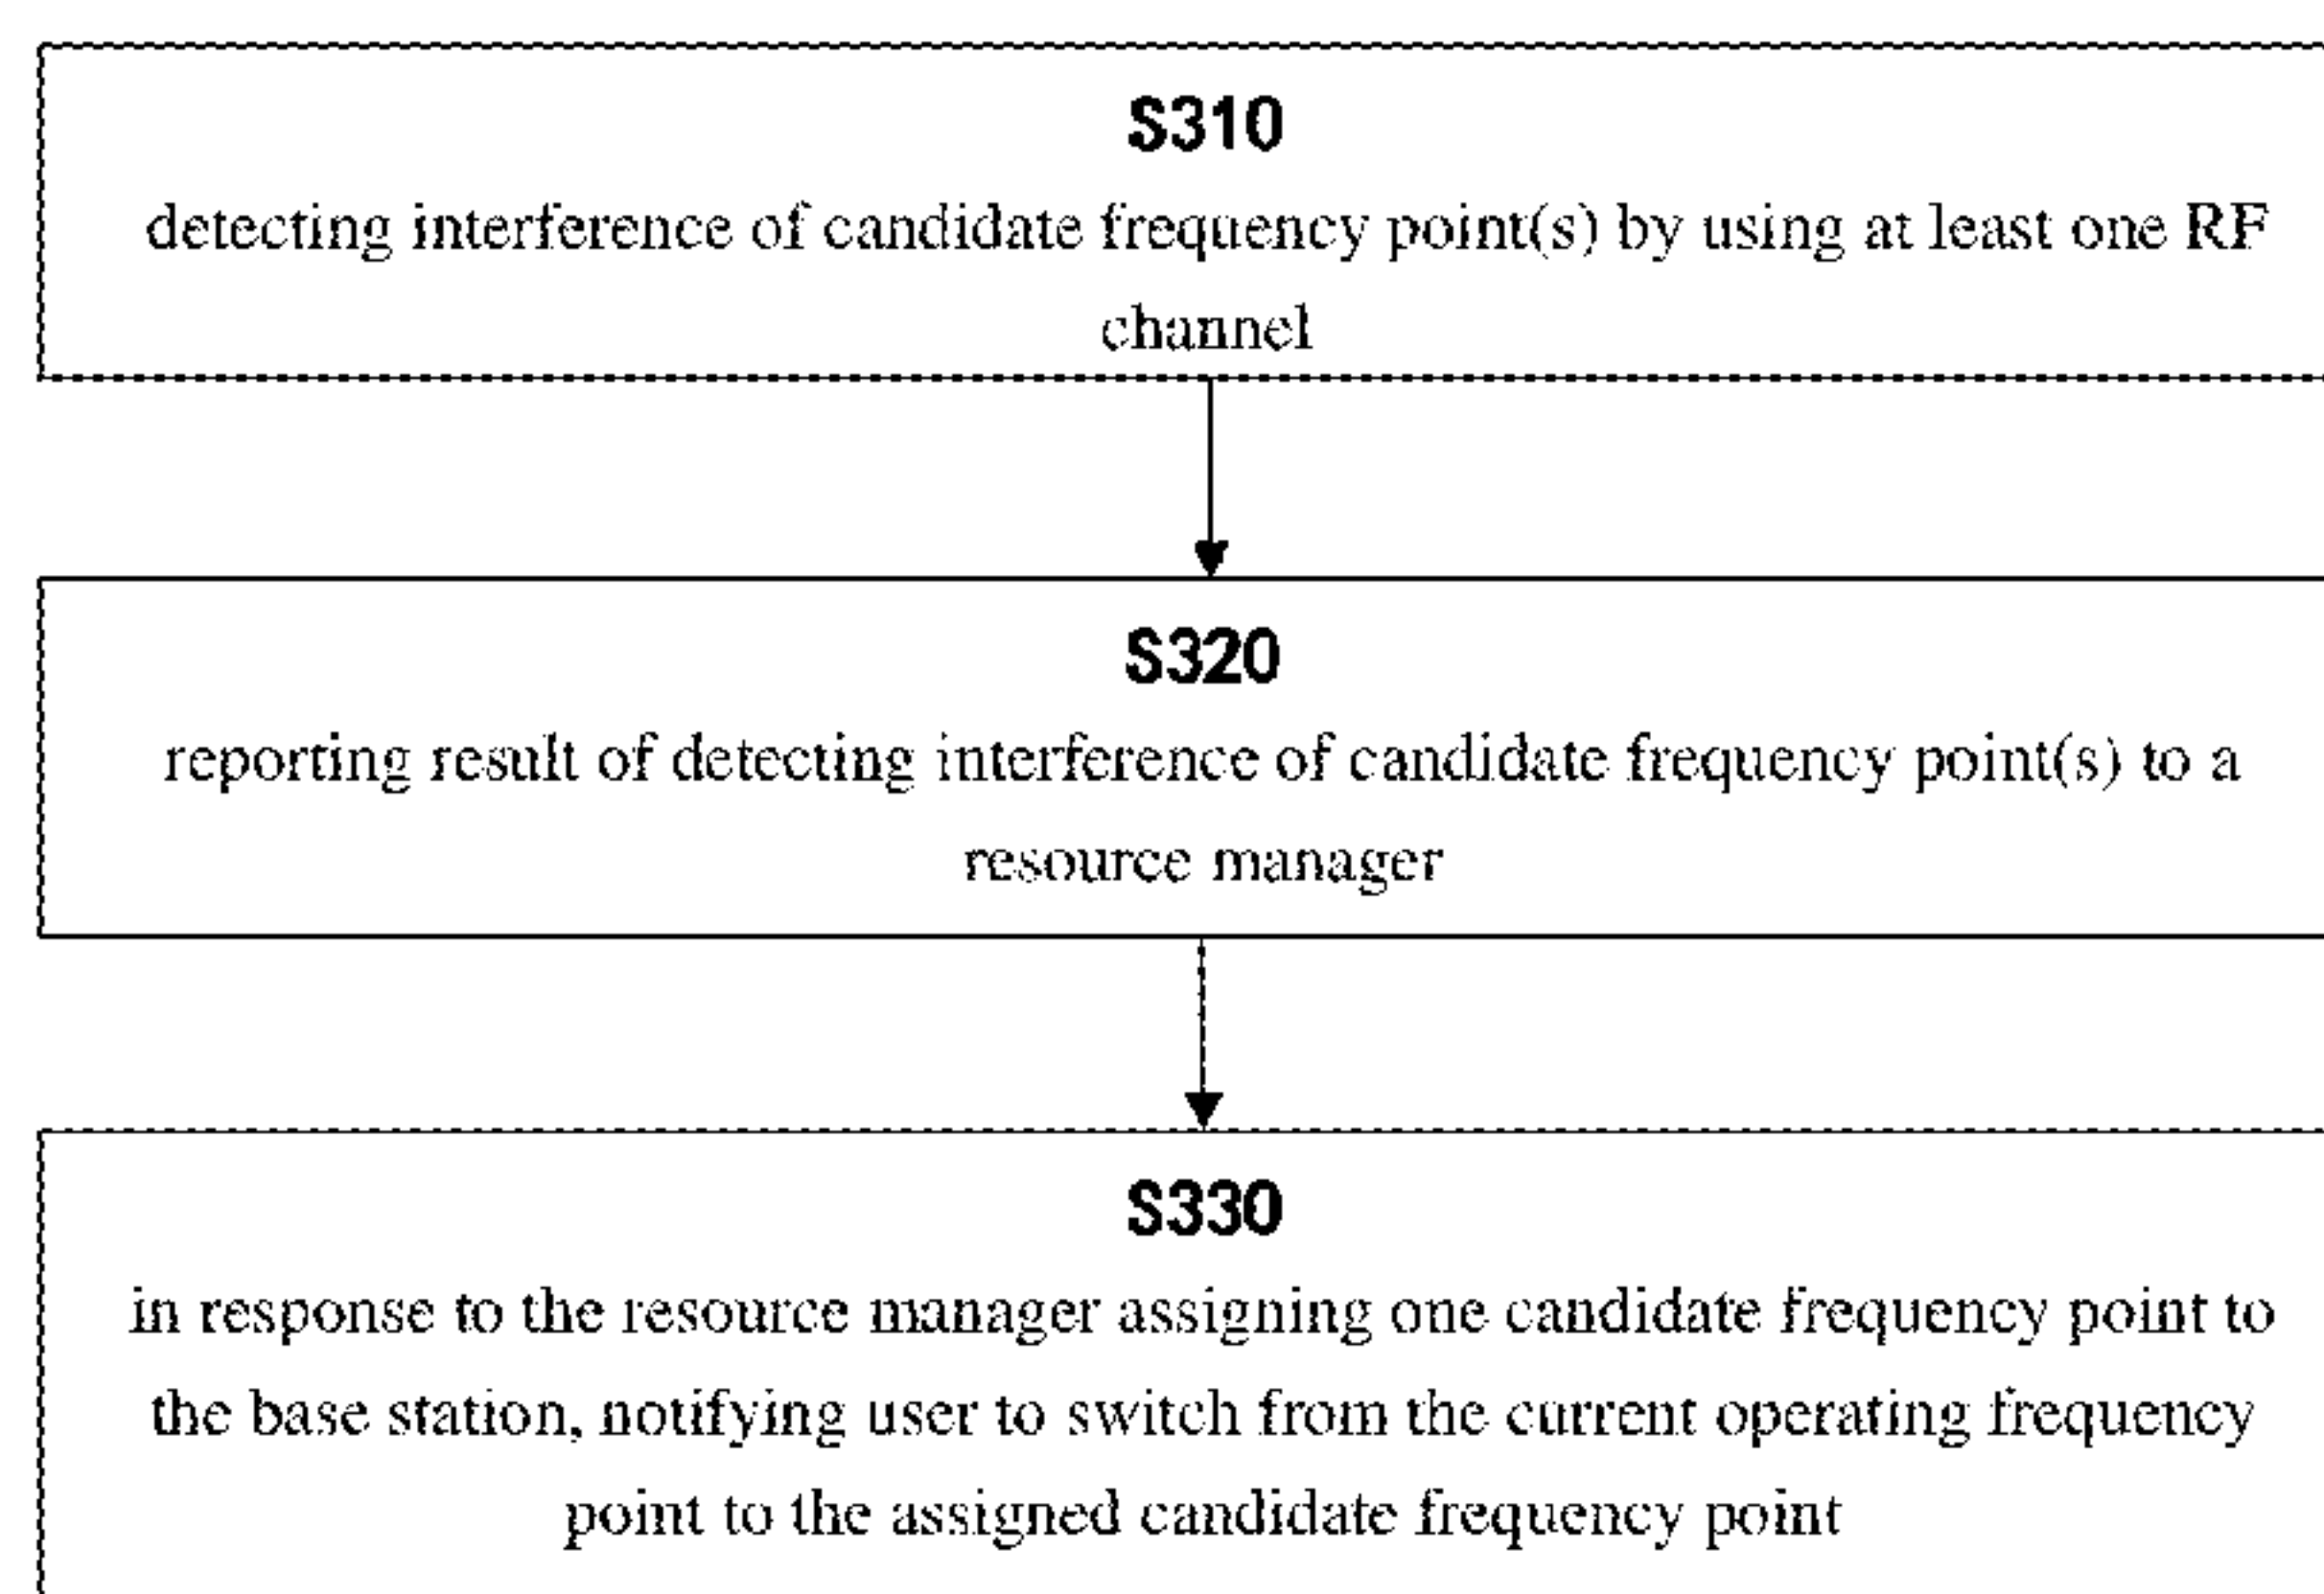 S310
detecting interference of candidate frequency point(s) by using at least one RF
channel
S320
reporting result of detecting interference of candidate frequency point(s) to a
resource manager
S330
in response to the resource manager assigning one candidate frequency point to
the base station, notifying user to switch from the current operating frequency
point to the assigned candidate frequency point